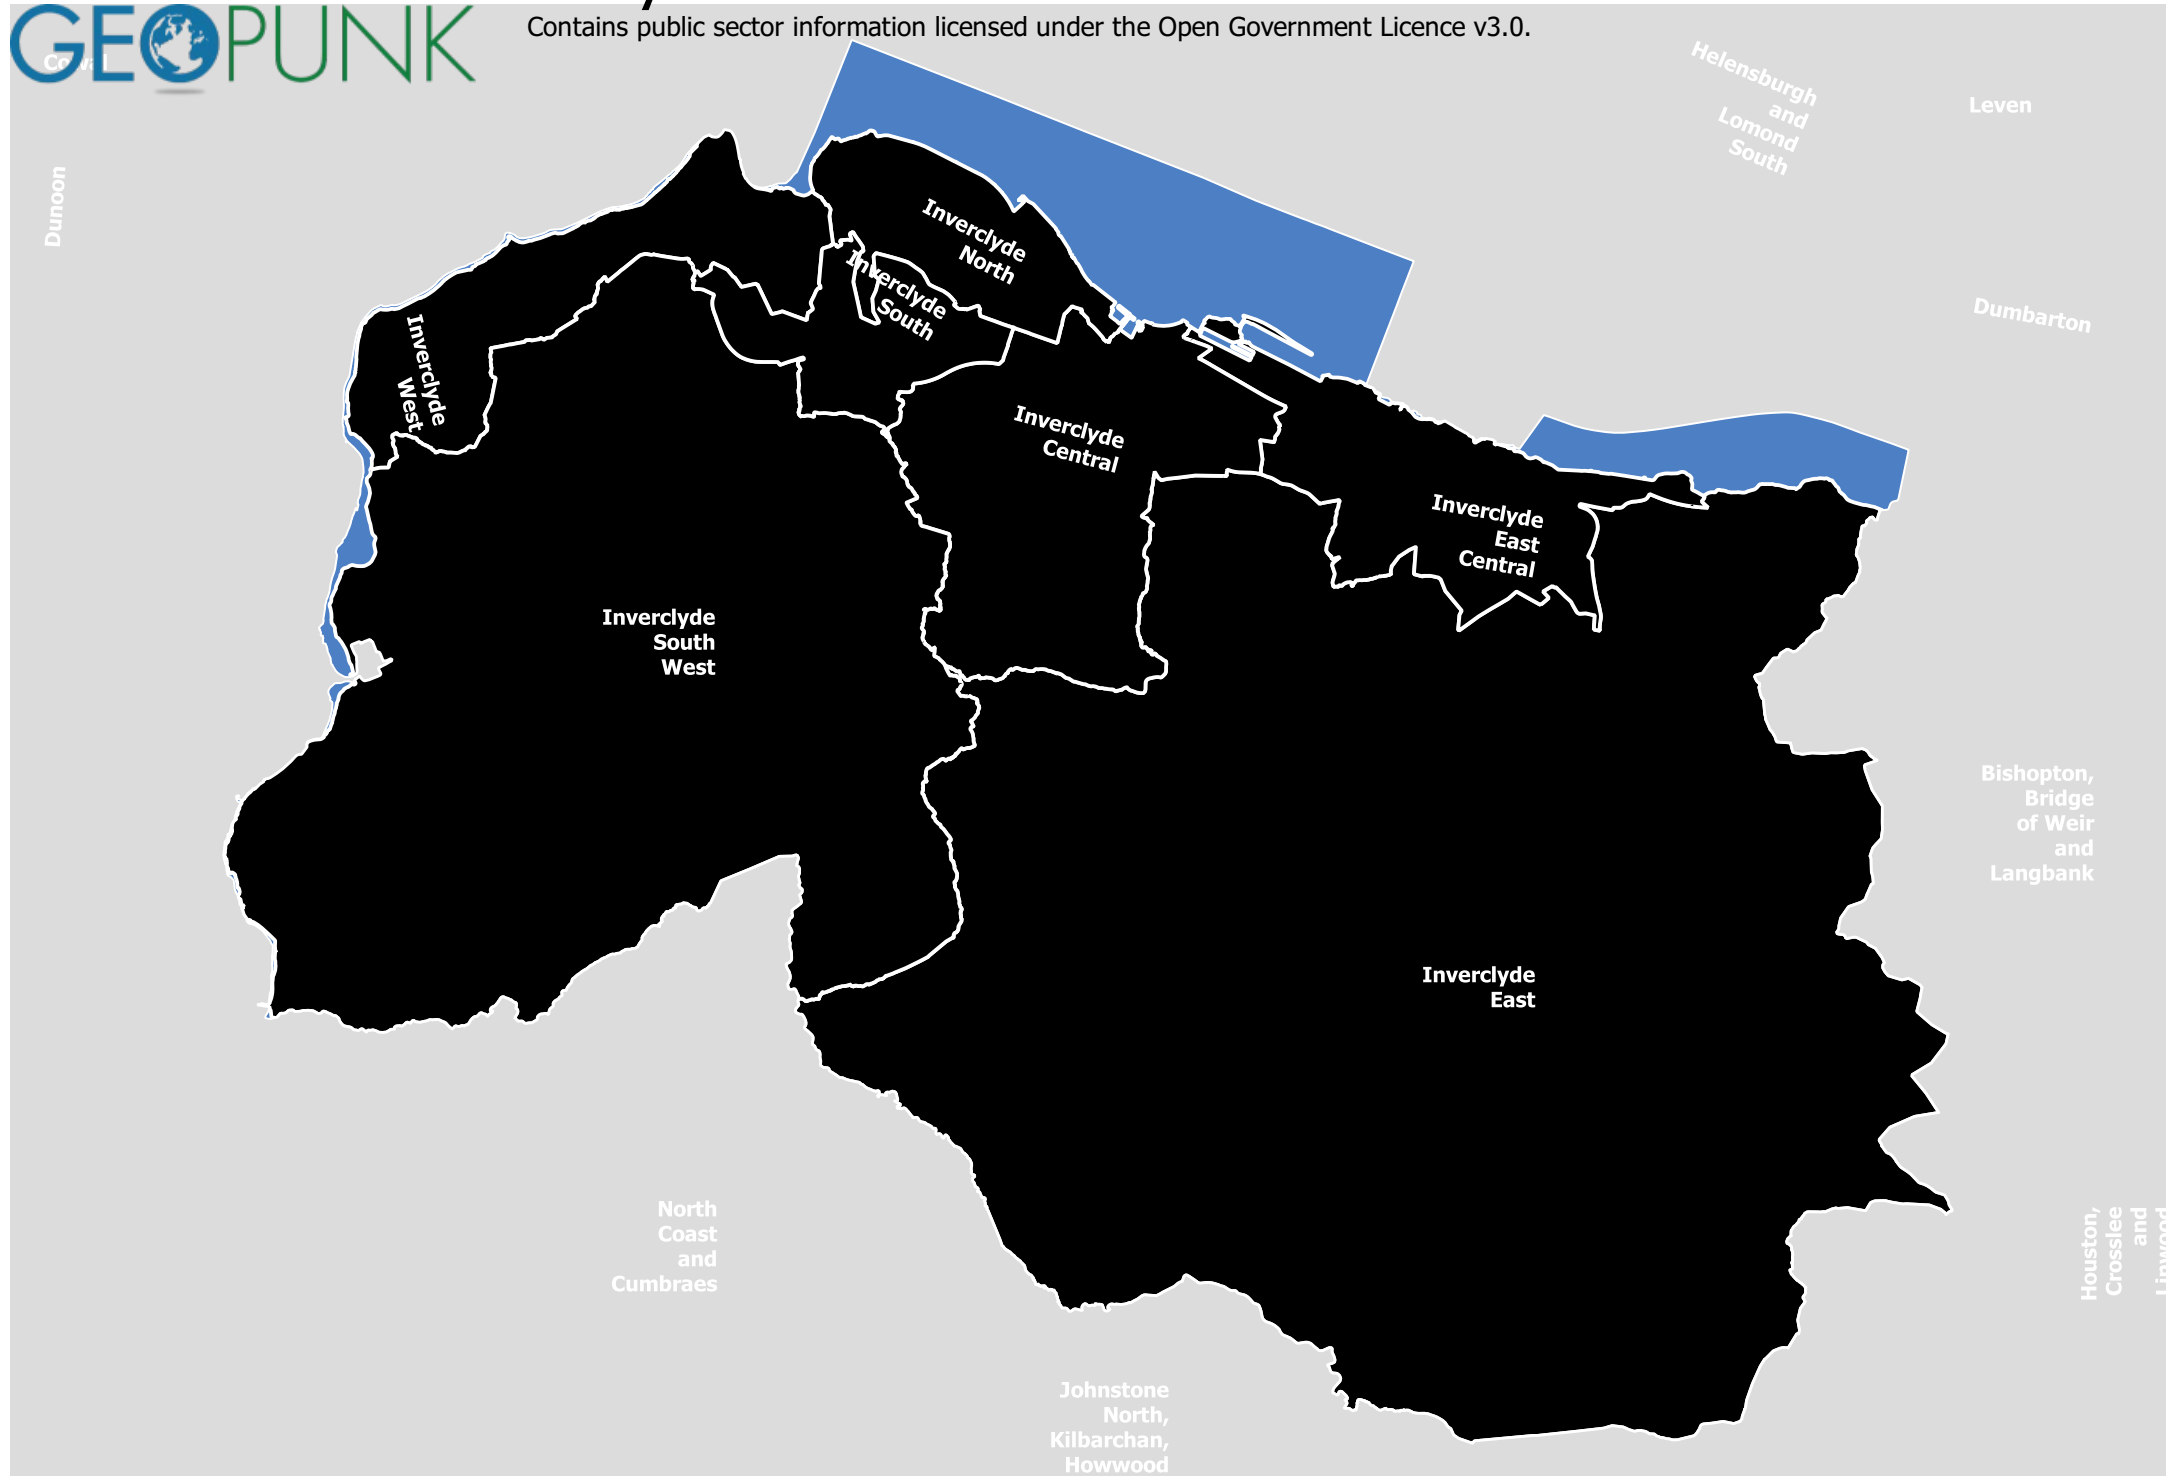 GEOPUNK
Contains public sector information licensed under the Open Government Licence v3.0.
Helensburgh
and
Lomond
South
Leven
Dunoon
Inverclyde
North
Inverclyde
South
Dumbarton
Inverclyde
West
Inverclyde
Central
Inverclyde
East
Central
Inverclyde
South
West
Bishopton,
Bridge
of Weir
and
Langbank
Inverclyde
East
North
Coast
and
Cumbraes
Houston,
Crosslee
and
Linwood
Johnstone
North,
Kilbarchan,
Howwood